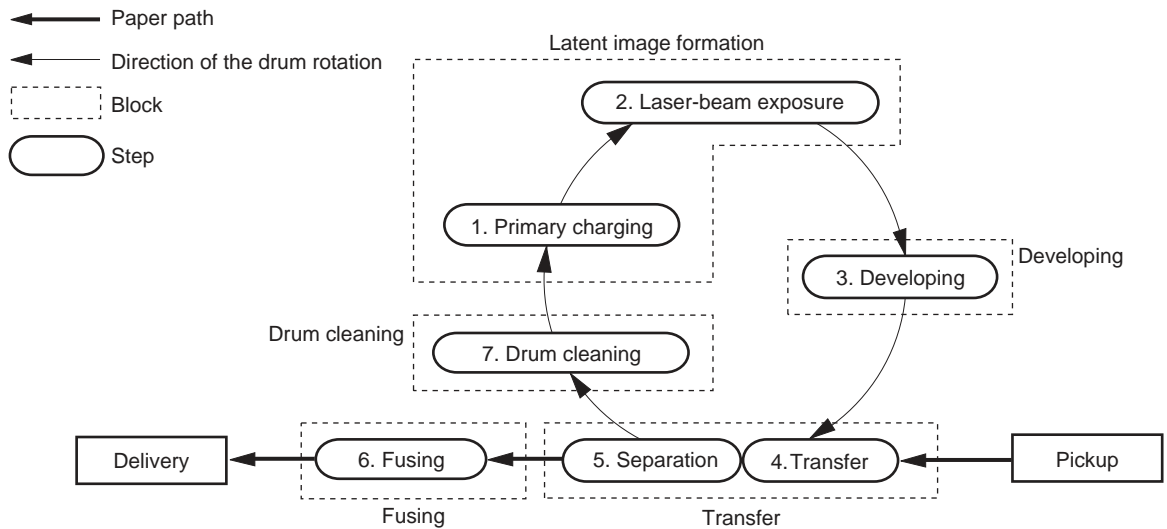 Paper path
Direction of the drum rotation
Block
Step
Latent image formation
2. Laser-beam exposure
1. Primary charging
Developing
3. Developing
Drum cleaning
7. Drum cleaning
Delivery
6. Fusing
5. Separation
4.Transfer
Pickup
Fusing
Transfer